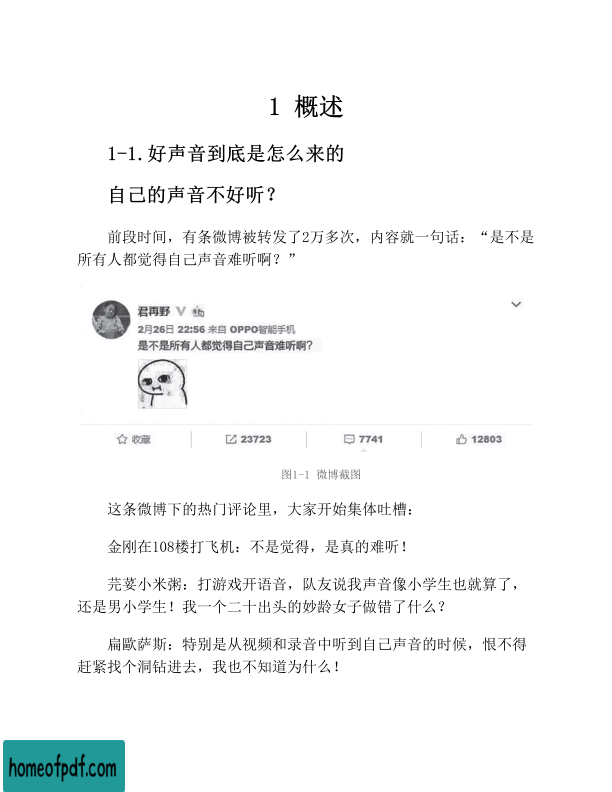 1 概述
1-1.好声音到底是怎么来的
自己的声音不好听？
前段时间，有条微博被转发了2万多次，内容就一句话：“是不是
所有人都觉得自己声音难听啊？”
君再野
2月26日 22:56 来自 OPPO智能手机
是不是所有人都觉得自己声音难听啊？
收藏 23723 7741 12803
图1-1 微博截图
这条微博下的热门评论里，大家开始集体吐槽：
金刚在108楼打飞机：不是觉得，是真的难听！
芫荽小米粥：打游戏开语音，队友说我声音像小学生也就算了，
还是男小学生！我一个二十出头的妙龄女子做错了什么？
扁歐萨斯：特别是从视频和录音中听到自己声音的时候，恨不得
赶紧找个洞钻进去，我也不知道为什么！
homeofpdf.com